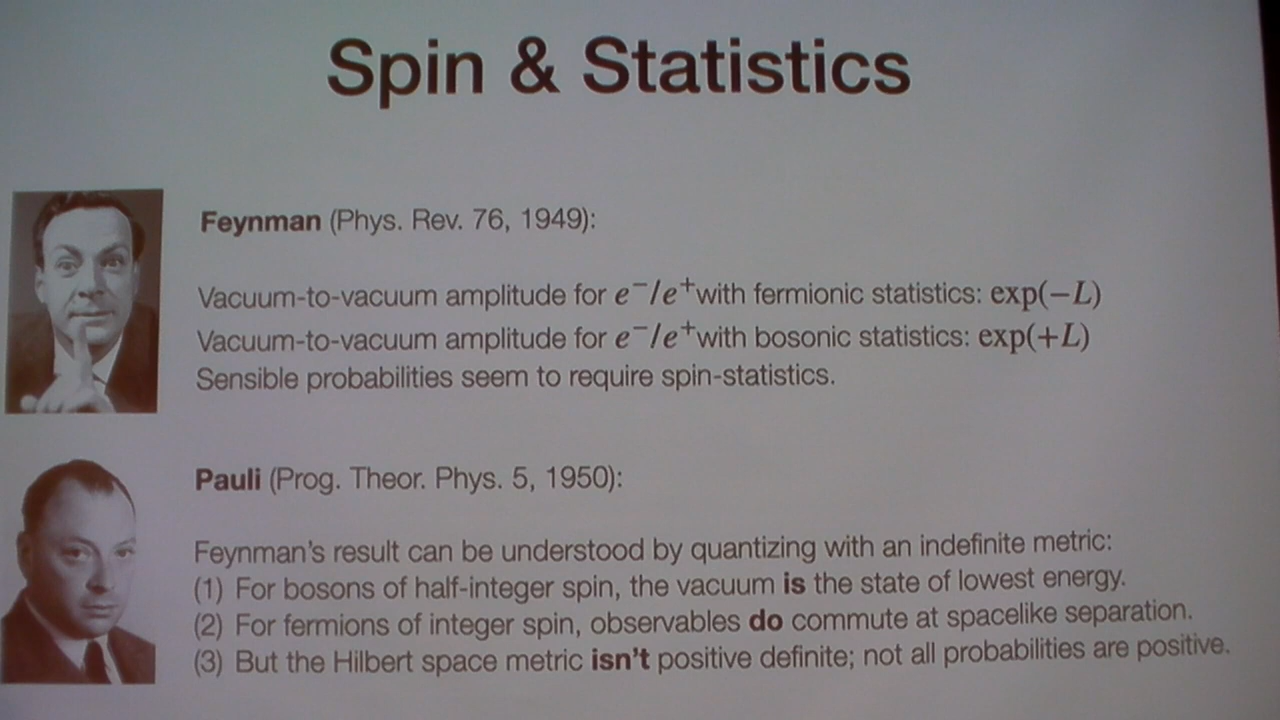 Spin & Statistics
Feynman (Phys. Rev. 76, 1949):
Vacuum-to-vacuum amplitude for e⁻/e⁺with fermionic statistics: exp(−L)
Vacuum-to-vacuum amplitude for e⁻/e⁺with bosonic statistics: exp(+L)
Sensible probabilities seem to require spin-statistics.
Pauli (Prog. Theor. Phys. 5, 1950):
Feynman's result can be understood by quantizing with an indefinite metric:
(1) For bosons of half-integer spin, the vacuum is the state of lowest energy.
(2) For fermions of integer spin, observables do commute at spacelike separation.
(3) But the Hilbert space metric isn't positive definite; not all probabilities are positive.